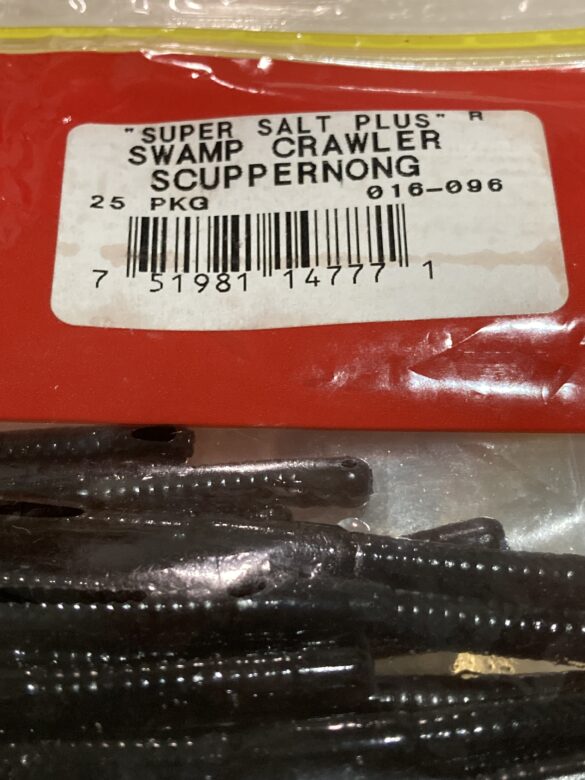 "SUPER SALT PLUS" R
SWAMP CRAWLER
SCUPPERNONG
25 PKG 016-096
7 51981 14777 1